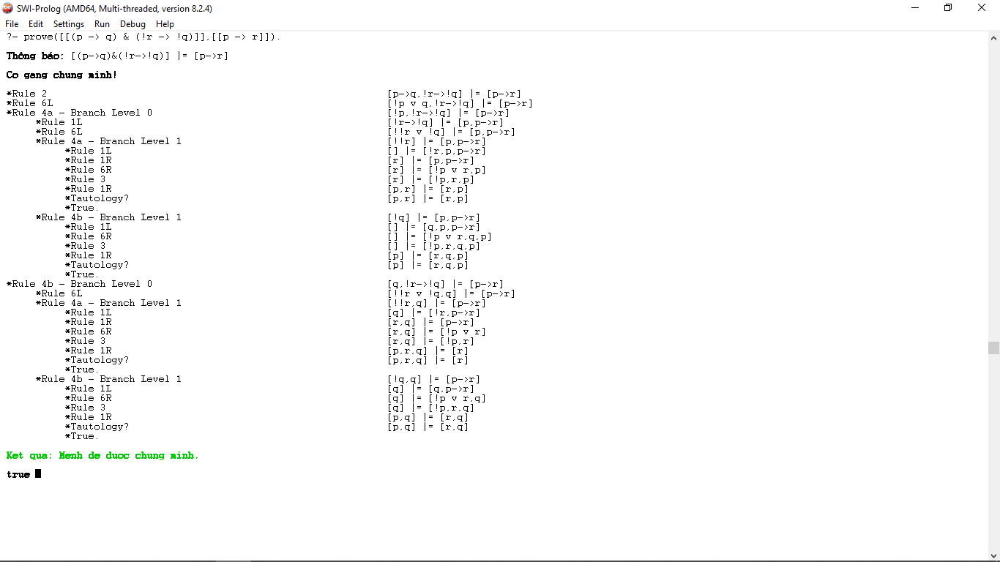 SWI-Prolog (AMD64, Multi-threaded, version 8.2.4)
File Edit Settings Run Debug Help
?- prove([[(p -> q) & (!r -> !q)]],[[p -> r]]).
Thông báo: [(p->q)&(!r->!q)] |= [p->r]
Co gang chung minh!
*Rule 2 [p->q,!r->!q] |= [p->r]
*Rule 6L [!p v q,!r->!q] |= [p->r]
*Rule 4a - Branch Level 0 [!p,!r->!q] |= [p->r]
*Rule 1L [!r->!q] |= [p,p->r]
*Rule 6L [!!r v !q] |= [p,p->r]
*Rule 4a - Branch Level 1 [!!r] |= [p,p->r]
*Rule 1L [] |= [!r,p,p->r]
*Rule 1R [r] |= [p,p->r]
*Rule 6R [r] |= [!p v r,p]
*Rule 3 [r] |= [!p,r,p]
*Rule 1R [p,r] |= [r,p]
*Tautology? [p,r] |= [r,p]
*True.
*Rule 4b - Branch Level 1 [!q] |= [p,p->r]
*Rule 1L [] |= [q,p,p->r]
*Rule 6R [] |= [!p v r,q,p]
*Rule 3 [] |= [!p,r,q,p]
*Rule 1R [p] |= [r,q,p]
*Tautology? [p] |= [r,q,p]
*True.
*Rule 4b - Branch Level 0 [q,!r->!q] |= [p->r]
*Rule 6L [!!r v !q,q] |= [p->r]
*Rule 4a - Branch Level 1 [!!r,q] |= [p->r]
*Rule 1L [q] |= [!r,p->r]
*Rule 1R [r,q] |= [p->r]
*Rule 6R [r,q] |= [!p v r]
*Rule 3 [r,q] |= [!p,r]
*Rule 1R [p,r,q] |= [r]
*Tautology? [p,r,q] |= [r]
*True.
*Rule 4b - Branch Level 1 [!q,q] |= [p->r]
*Rule 1L [q] |= [q,p->r]
*Rule 6R [q] |= [!p v r,q]
*Rule 3 [q] |= [!p,r,q]
*Rule 1R [p,q] |= [r,q]
*Tautology? [p,q] |= [r,q]
*True.
Ket qua: Menh de duoc chung minh.
true